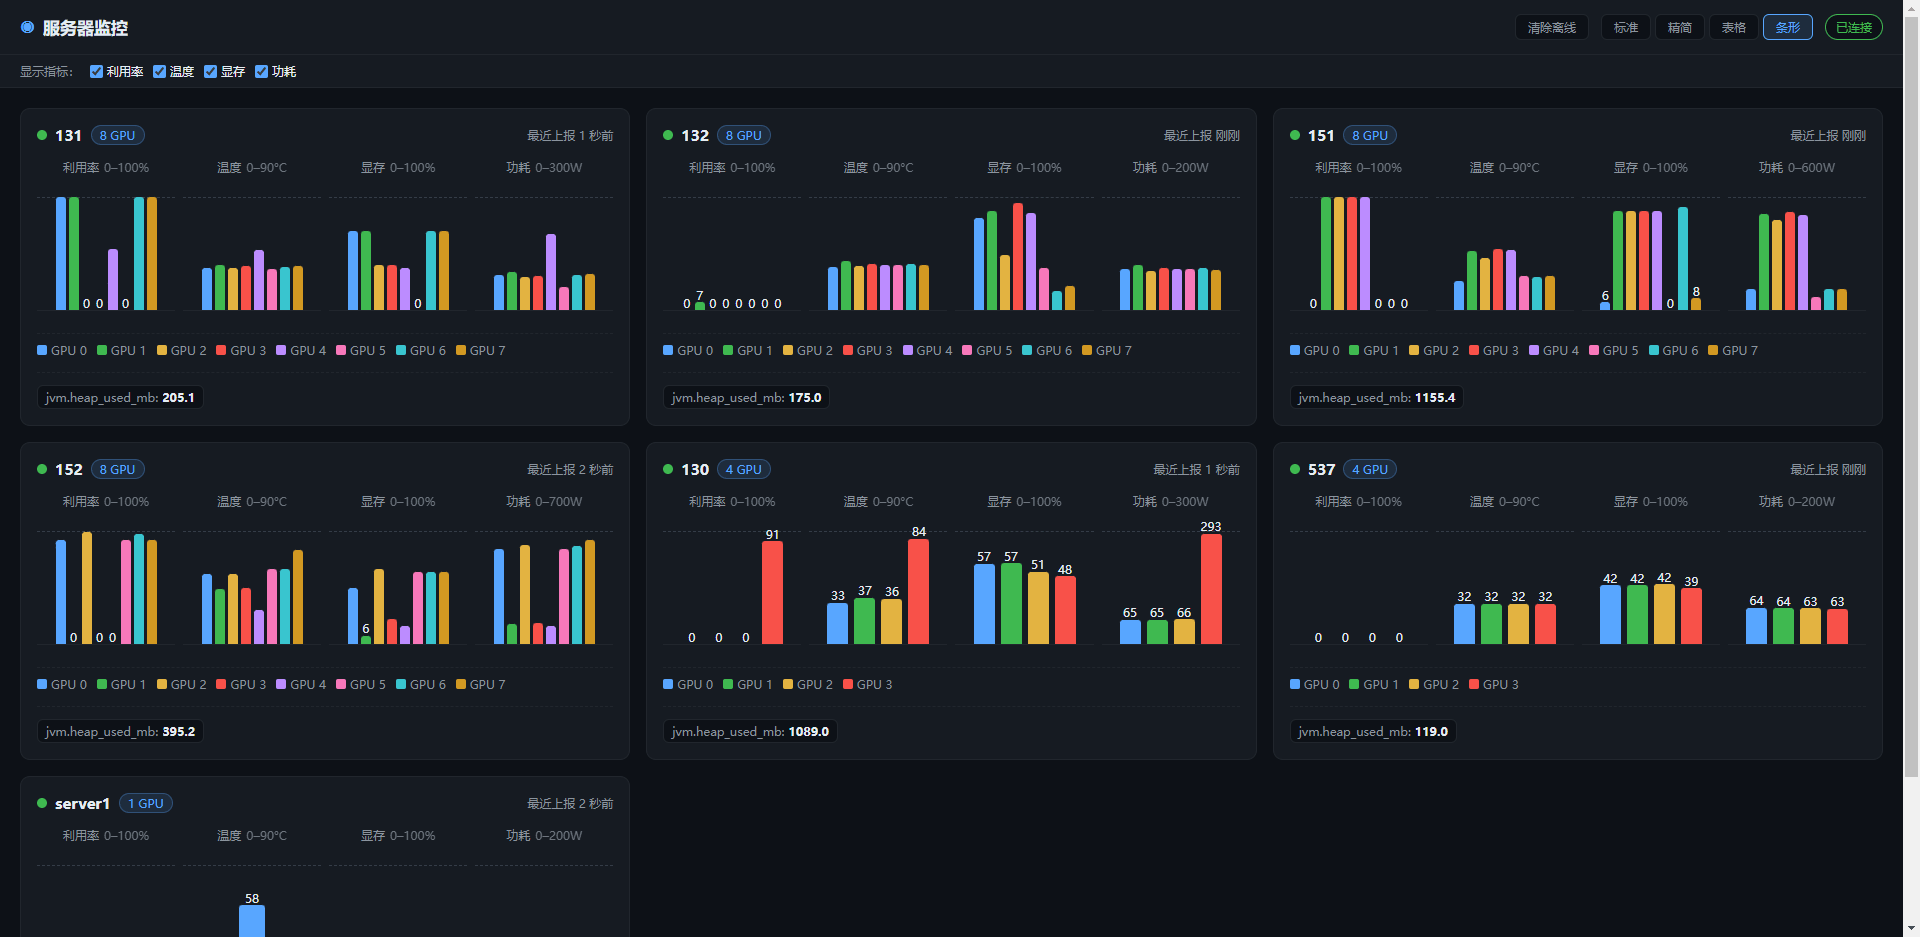 服务器监控
清除离线 标准 精简 表格 条形 已连接
显示指标: 利用率 温度 显存 功耗
131 8 GPU 最近上报 1 秒前
利用率 0–100% 温度 0–90°C 显存 0–100% 功耗 0–300W
0 0 0 0
GPU 0 GPU 1 GPU 2 GPU 3 GPU 4 GPU 5 GPU 6 GPU 7
jvm.heap_used_mb: 205.1
132 8 GPU 最近上报 刚刚
利用率 0–100% 温度 0–90°C 显存 0–100% 功耗 0–200W
0 7 0 0 0 0 0 0
GPU 0 GPU 1 GPU 2 GPU 3 GPU 4 GPU 5 GPU 6 GPU 7
jvm.heap_used_mb: 175.0
151 8 GPU 最近上报 刚刚
利用率 0–100% 温度 0–90°C 显存 0–100% 功耗 0–600W
0 0 0 0 6 0 8
GPU 0 GPU 1 GPU 2 GPU 3 GPU 4 GPU 5 GPU 6 GPU 7
jvm.heap_used_mb: 1155.4
152 8 GPU 最近上报 2 秒前
利用率 0–100% 温度 0–90°C 显存 0–100% 功耗 0–700W
0 0 0 6
GPU 0 GPU 1 GPU 2 GPU 3 GPU 4 GPU 5 GPU 6 GPU 7
jvm.heap_used_mb: 395.2
130 4 GPU 最近上报 1 秒前
利用率 0–100% 温度 0–90°C 显存 0–100% 功耗 0–300W
0 0 0 91 33 37 36 84 57 57 51 48 65 65 66 293
GPU 0 GPU 1 GPU 2 GPU 3
jvm.heap_used_mb: 1089.0
537 4 GPU 最近上报 刚刚
利用率 0–100% 温度 0–90°C 显存 0–100% 功耗 0–200W
0 0 0 0 32 32 32 32 42 42 42 39 64 64 63 63
GPU 0 GPU 1 GPU 2 GPU 3
jvm.heap_used_mb: 119.0
server1 1 GPU 最近上报 2 秒前
利用率 0–100% 温度 0–90°C 显存 0–100% 功耗 0–200W
58